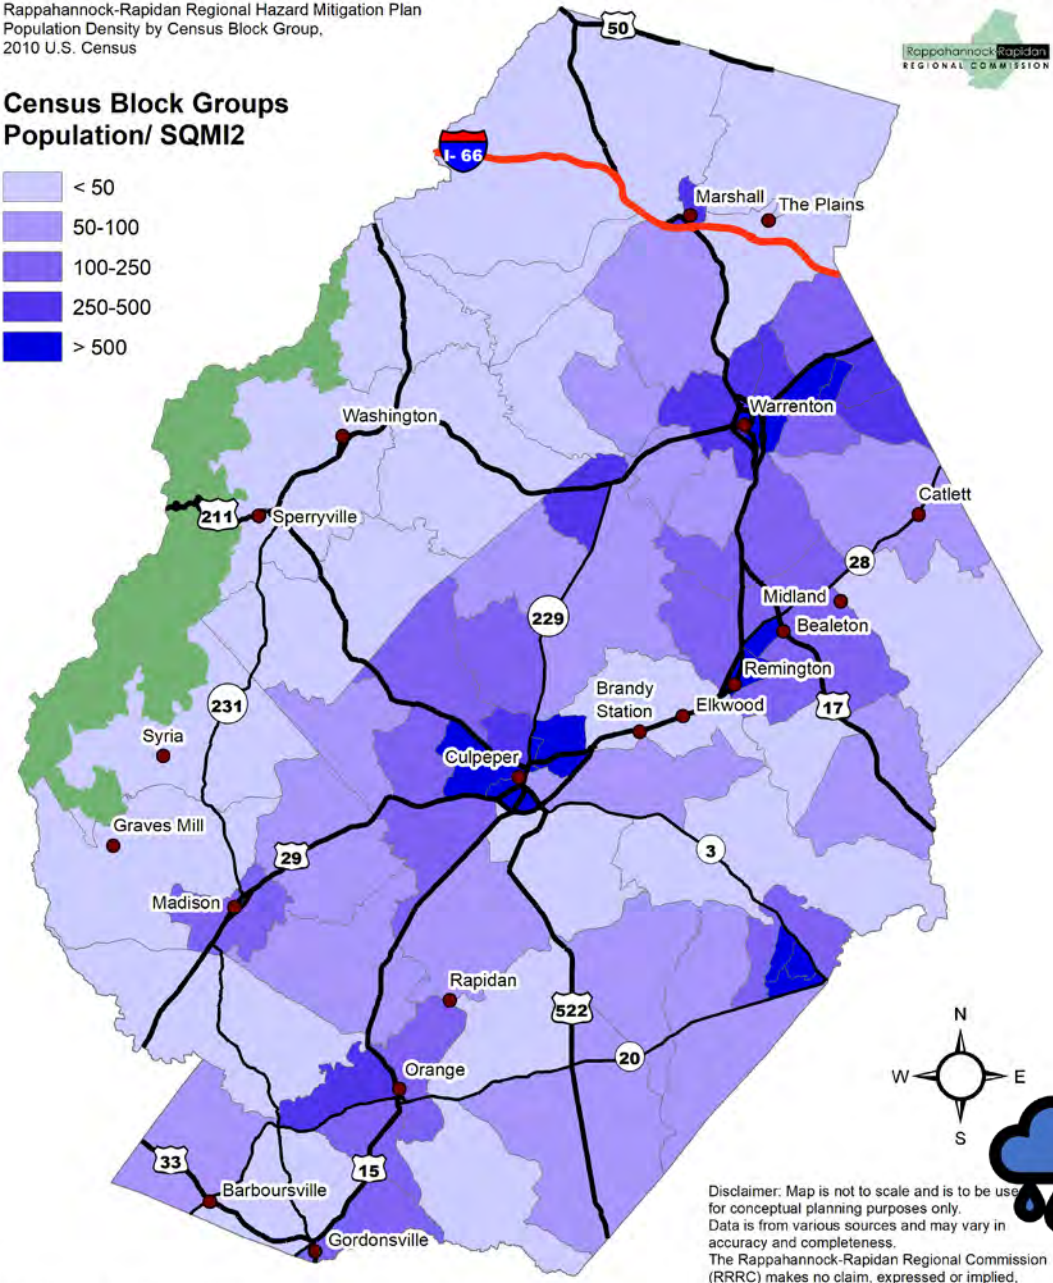 Rappahannock-Rapidan Regional Hazard Mitigation Plan
Population Density by Census Block Group,
2010 U.S. Census
Rappahannock-Rapidan
REGIONAL COMMISSION
Census Block Groups
Population/ SQMI2
< 50
50-100
100-250
250-500
> 500
50
I- 66
Marshall
The Plains
Warrenton
Washington
211
Sperryville
Catlett
28
229
Midland
Bealeton
Remington
Brandy
Station
Elkwood
17
231
Syria
Culpeper
Graves Mill
29
3
Madison
Rapidan
522
20
Orange
33
15
Barboursville
Gordonsville
N
W
E
S
Disclaimer: Map is not to scale and is to be use
for conceptual planning purposes only.
Data is from various sources and may vary in
accuracy and completeness.
The Rappahannock-Rapidan Regional Commission
(RRRC) makes no claim, expressed or implied.